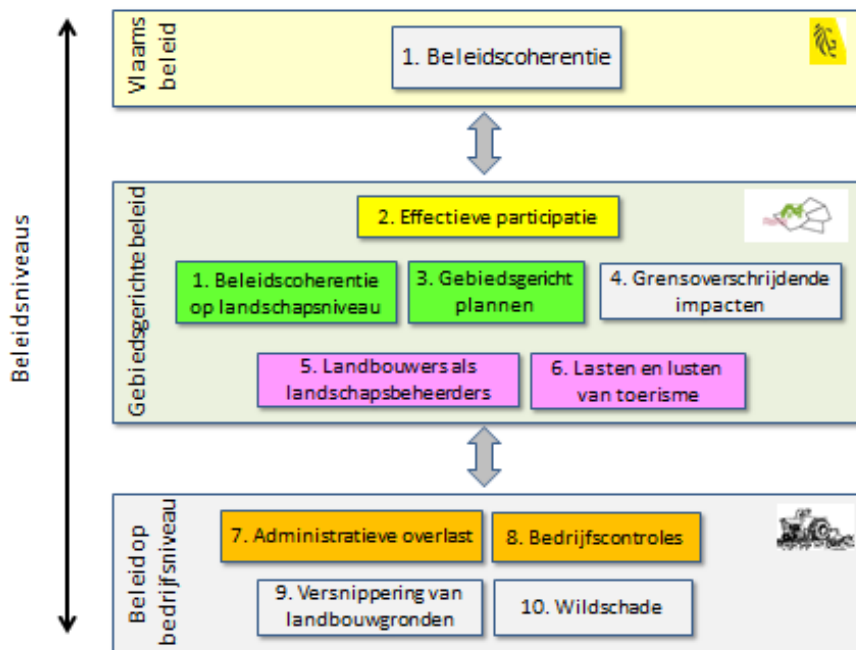 Beleidsniveaus
Vlaams
beleid
1. Beleidscoherentie
Gebiedsgerichte beleid
2. Effectieve participatie
1. Beleidscoherentie
op landschapsniveau
3. Gebiedsgericht
plannen
4. Grensoverschrijdende
impacten
5. Landbouwers als
landschapsbeheerders
6. Lasten en lusten
van toerisme
Beleid op
bedrijfsniveau
7. Administratieve overlast
8. Bedrijfscontroles
9. Versnippering van
landbouwgronden
10. Wildschade